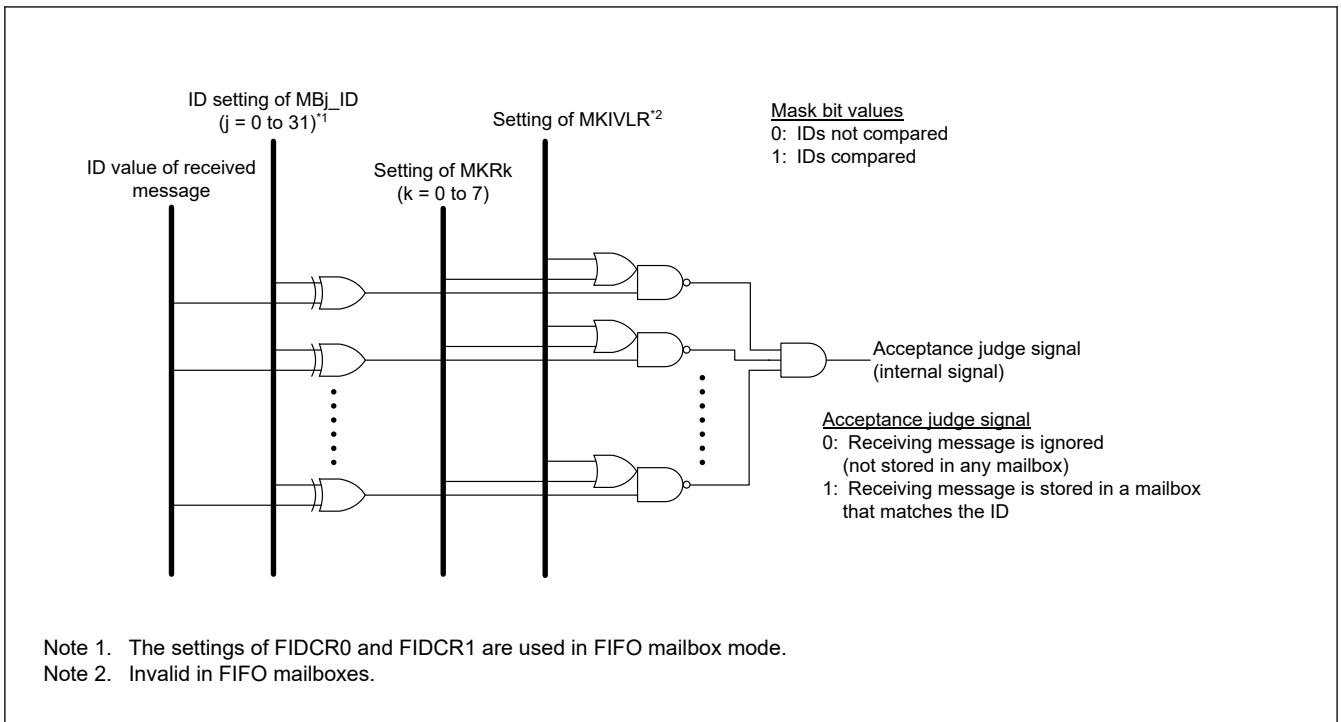 ID setting of MBj_ID
(j = 0 to 31)*1
Setting of MKIVLR*2
Mask bit values
0: IDs not compared
1: IDs compared
ID value of received
message
Setting of MKRk
(k = 0 to 7)
Acceptance judge signal
(internal signal)
Acceptance judge signal
0: Receiving message is ignored
(not stored in any mailbox)
1: Receiving message is stored in a mailbox
that matches the ID
Note 1. The settings of FIDCR0 and FIDCR1 are used in FIFO mailbox mode.
Note 2. Invalid in FIFO mailboxes.